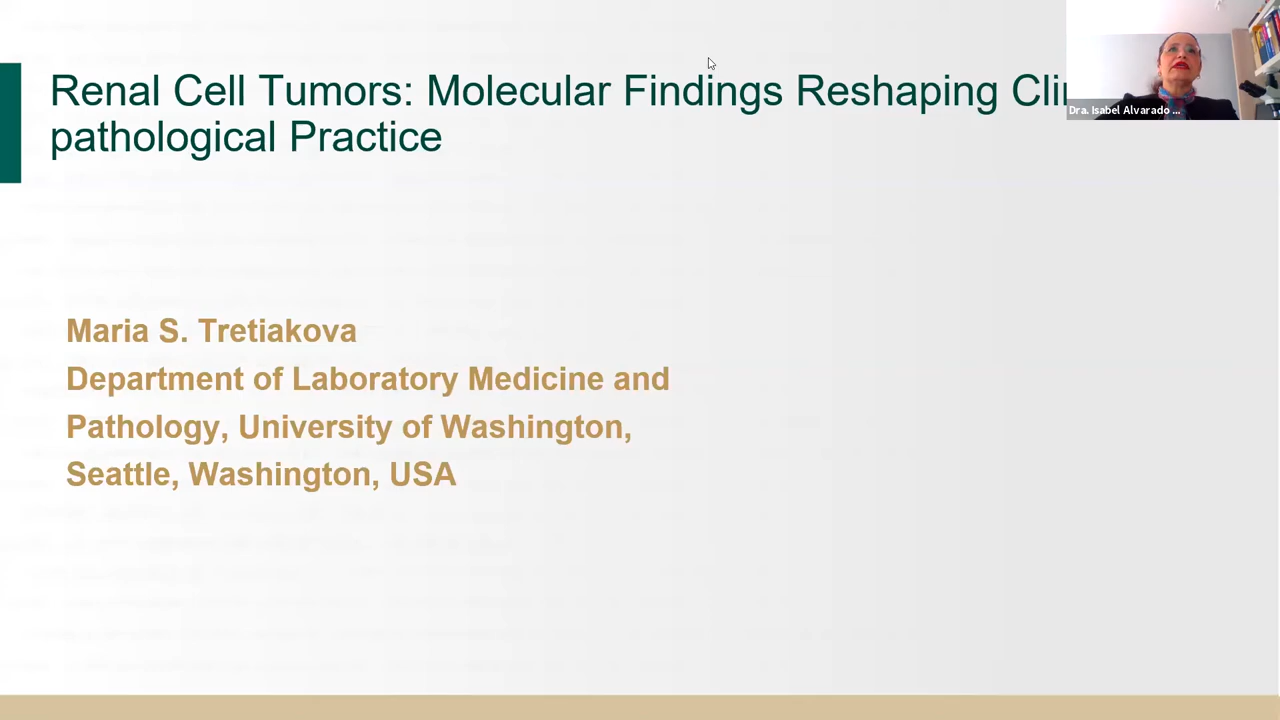 Renal Cell Tumors: Molecular Findings Reshaping
pathological Practice
Dra. Isabel Alvarado ...
Maria S. Tretiakova
Department of Laboratory Medicine and
Pathology, University of Washington,
Seattle, Washington, USA